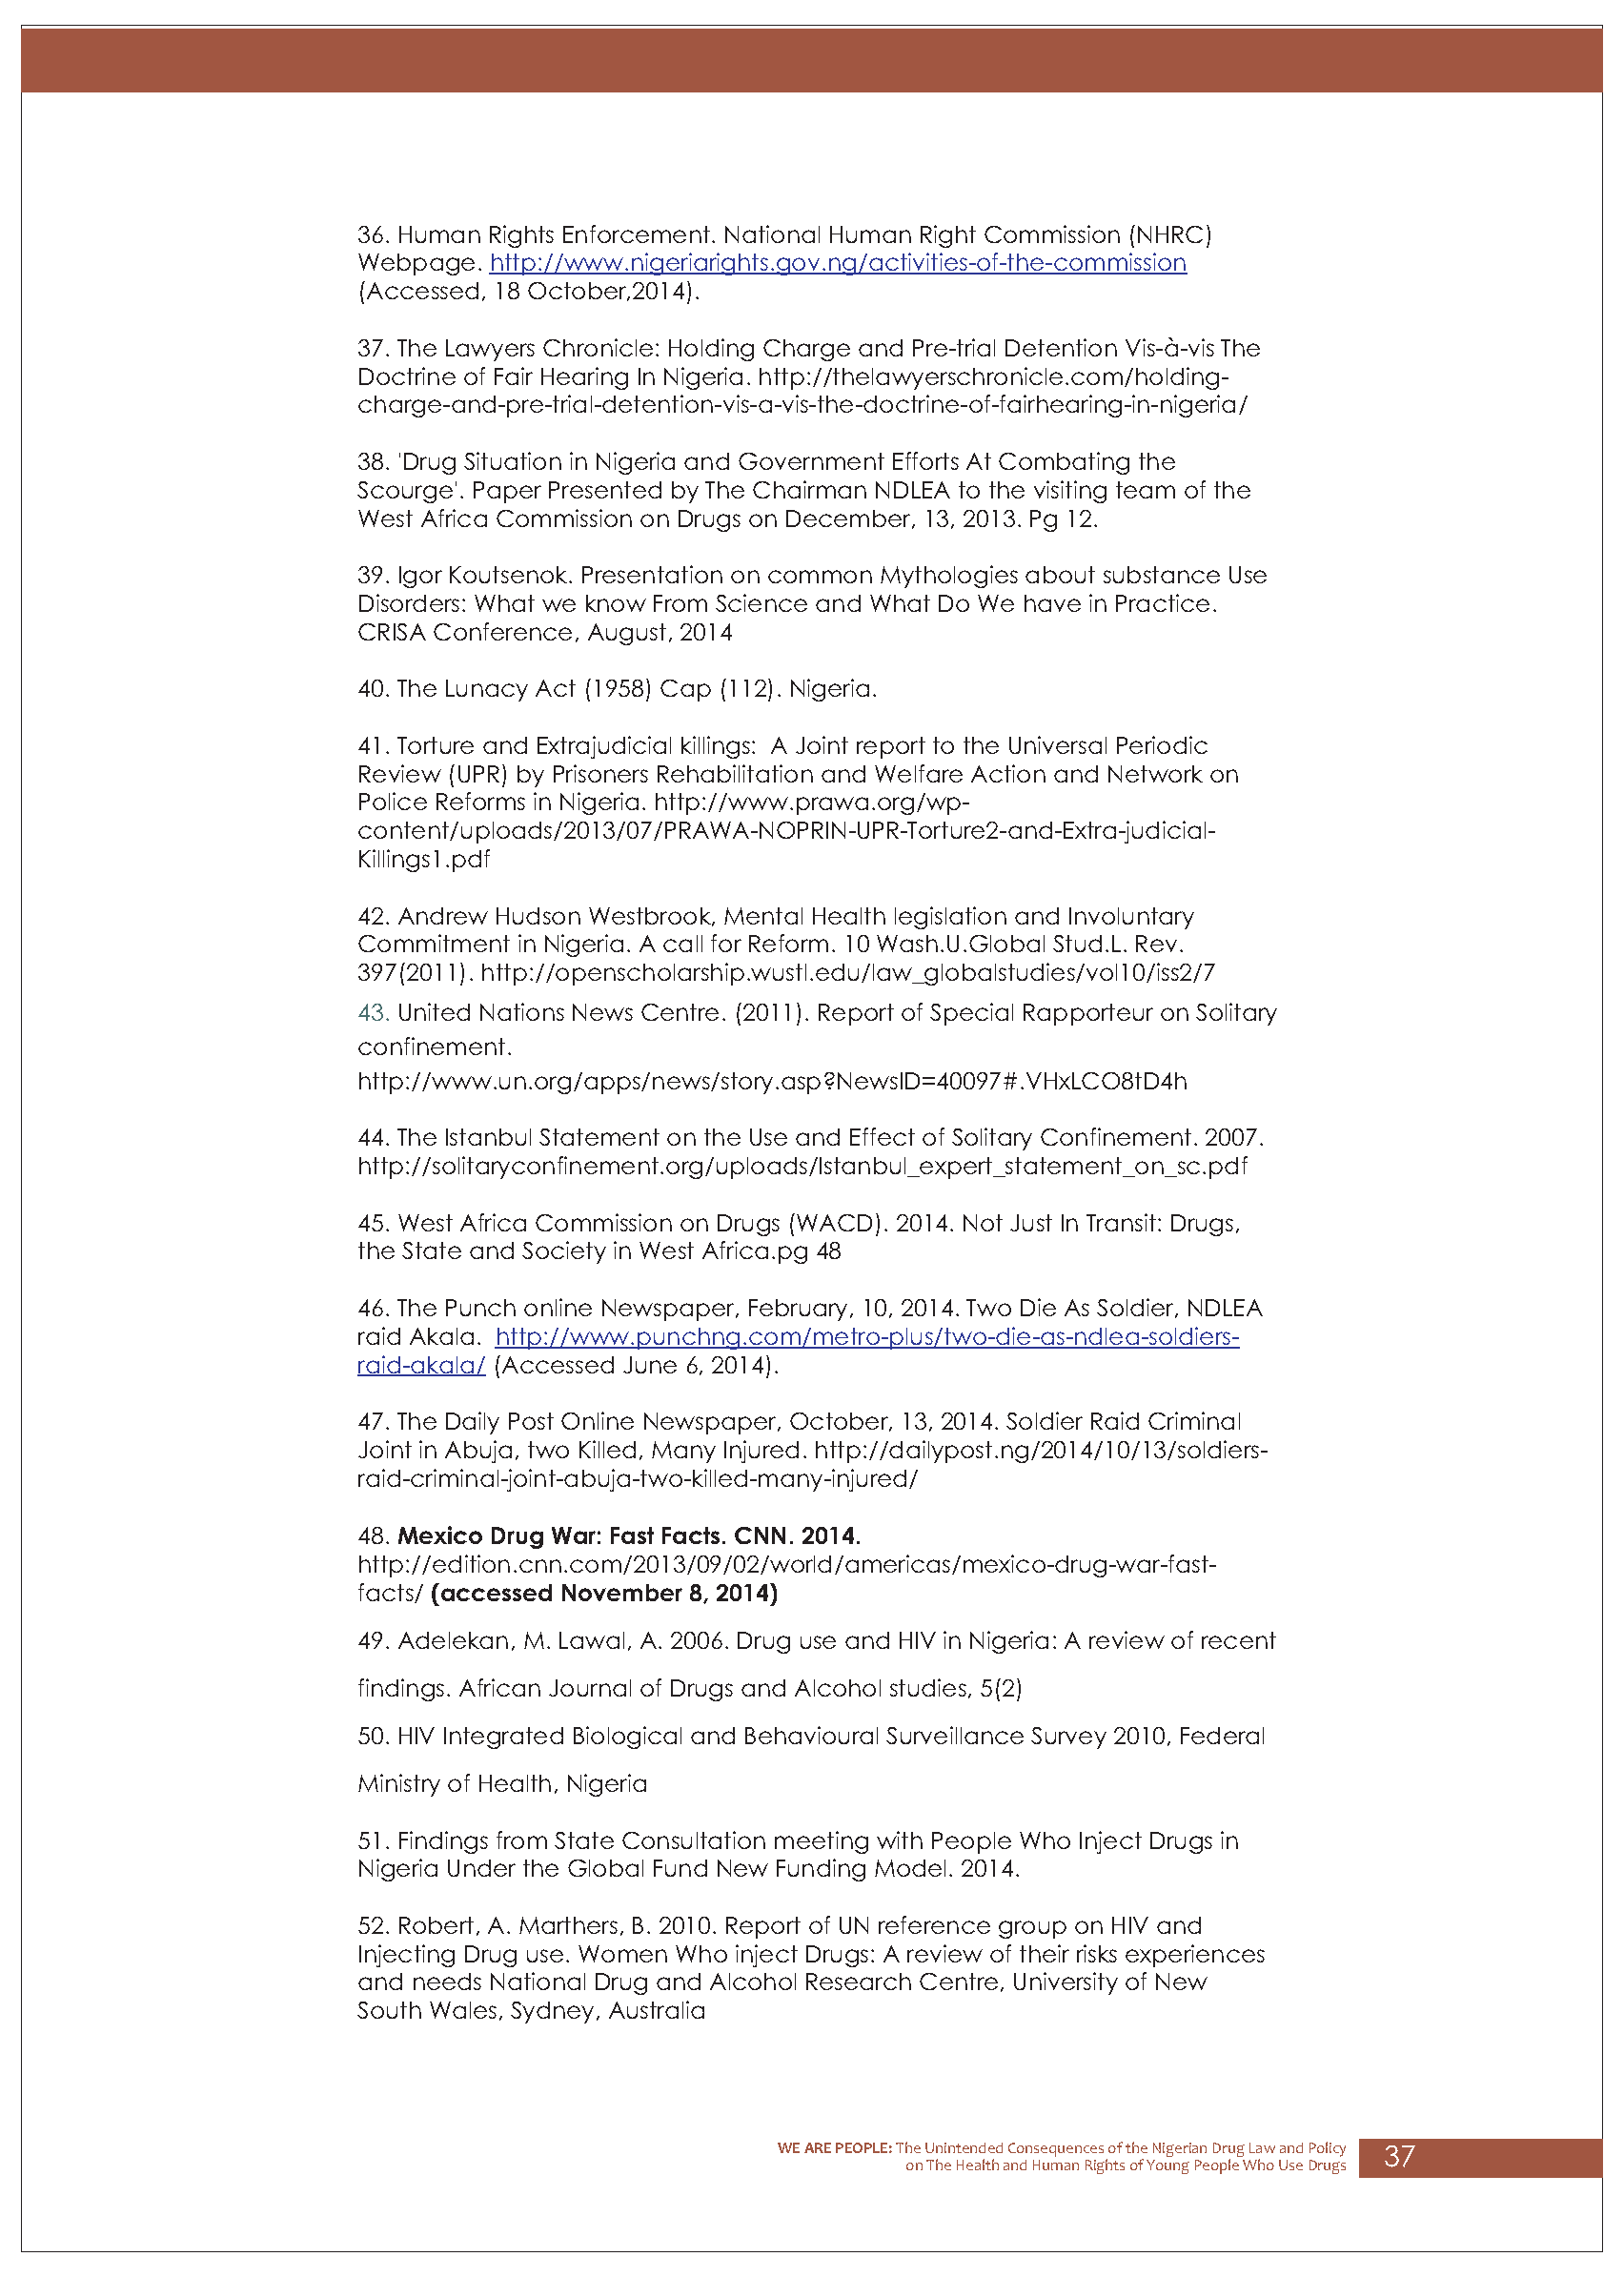 36. Human Rights Enforcement. National Human Right Commission (NHRC)
Webpage. http://www.nigeriarights.gov.ng/activities-of-the-commission
(Accessed, 18 October,2014).
37. The Lawyers Chronicle: Holding Charge and Pre-trial Detention Vis-à-vis The
Doctrine of Fair Hearing In Nigeria. http://thelawyerschronicle.com/holding-
charge-and-pre-trial-detention-vis-a-vis-the-doctrine-of-fairhearing-in-nigeria/
38. 'Drug Situation in Nigeria and Government Efforts At Combating the
Scourge'. Paper Presented by The Chairman NDLEA to the visiting team of the
West Africa Commission on Drugs on December, 13, 2013. Pg 12.
39. Igor Koutsenok. Presentation on common Mythologies about substance Use
Disorders: What we know From Science and What Do We have in Practice.
CRISA Conference, August, 2014
40. The Lunacy Act (1958) Cap (112). Nigeria.
41. Torture and Extrajudicial killings:  A Joint report to the Universal Periodic
Review (UPR) by Prisoners Rehabilitation and Welfare Action and Network on
Police Reforms in Nigeria. http://www.prawa.org/wp-
content/uploads/2013/07/PRAWA-NOPRIN-UPR-Torture2-and-Extra-judicial-
Killings1.pdf
42. Andrew Hudson Westbrook, Mental Health legislation and Involuntary
Commitment in Nigeria. A call for Reform. 10 Wash.U.Global Stud.L. Rev.
397(2011). http://openscholarship.wustl.edu/law_globalstudies/vol10/iss2/7
43. United Nations News Centre. (2011). Report of Special Rapporteur on Solitary
confinement.
http://www.un.org/apps/news/story.asp?NewsID=40097#.VHxLCO8tD4h
44. The Istanbul Statement on the Use and Effect of Solitary Confinement. 2007.
http://solitaryconfinement.org/uploads/Istanbul_expert_statement_on_sc.pdf
45. West Africa Commission on Drugs (WACD). 2014. Not Just In Transit: Drugs,
the State and Society in West Africa.pg 48
46. The Punch online Newspaper, February, 10, 2014. Two Die As Soldier, NDLEA
raid Akala.  http://www.punchng.com/metro-plus/two-die-as-ndlea-soldiers-
raid-akala/ (Accessed June 6, 2014).
47. The Daily Post Online Newspaper, October, 13, 2014. Soldier Raid Criminal
Joint in Abuja, two Killed, Many Injured. http://dailypost.ng/2014/10/13/soldiers-
raid-criminal-joint-abuja-two-killed-many-injured/
48. Mexico Drug War: Fast Facts. CNN. 2014.
http://edition.cnn.com/2013/09/02/world/americas/mexico-drug-war-fast-
facts/ (accessed November 8, 2014)
49. Adelekan, M. Lawal, A. 2006. Drug use and HIV in Nigeria: A review of recent
findings. African Journal of Drugs and Alcohol studies, 5(2)
50. HIV Integrated Biological and Behavioural Surveillance Survey 2010, Federal
Ministry of Health, Nigeria
51. Findings from State Consultation meeting with People Who Inject Drugs in
Nigeria Under the Global Fund New Funding Model. 2014.
52. Robert, A. Marthers, B. 2010. Report of UN reference group on HIV and
Injecting Drug use. Women Who inject Drugs: A review of their risks experiences
and needs National Drug and Alcohol Research Centre, University of New
South Wales, Sydney, Australia
WE ARE PEOPLE: The Unintended Consequences of the Nigerian Drug Law and Policy
on The Health and Human Rights of Young People Who Use Drugs
37